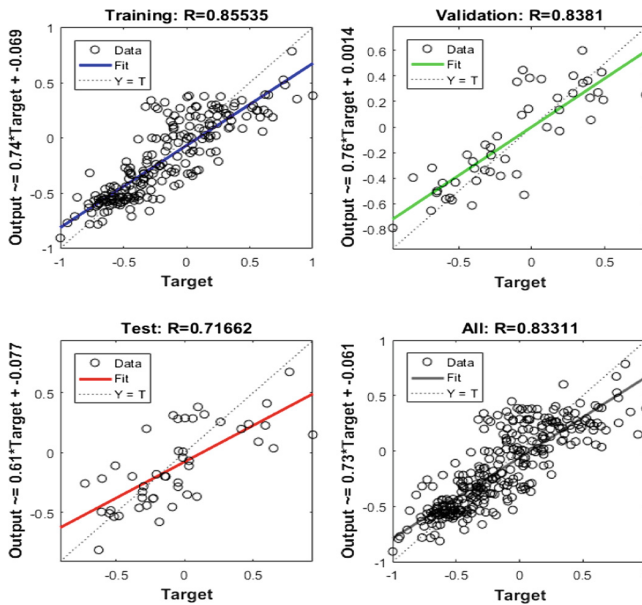 Training: R=0.85535
Output ~= 0.74*Target + -0.069
1
0.5
0
-0.5
-1
Data
Fit
Y = T
-1
-0.5
0
0.5
1
Target
Validation: R=0.8381
Output ~= 0.76*Target + 0.0014
0.6
0.4
0.2
0
-0.2
-0.4
-0.6
-0.8
Data
Fit
Y = T
-0.5
0
0.5
Target
Test: R=0.71662
Output ~= 0.61*Target + -0.077
0.5
0
-0.5
Data
Fit
Y = T
-0.5
0
0.5
Target
All: R=0.83311
Output ~= 0.73*Target + -0.061
1
0.5
0
-0.5
-1
Data
Fit
Y = T
-1
-0.5
0
0.5
Target